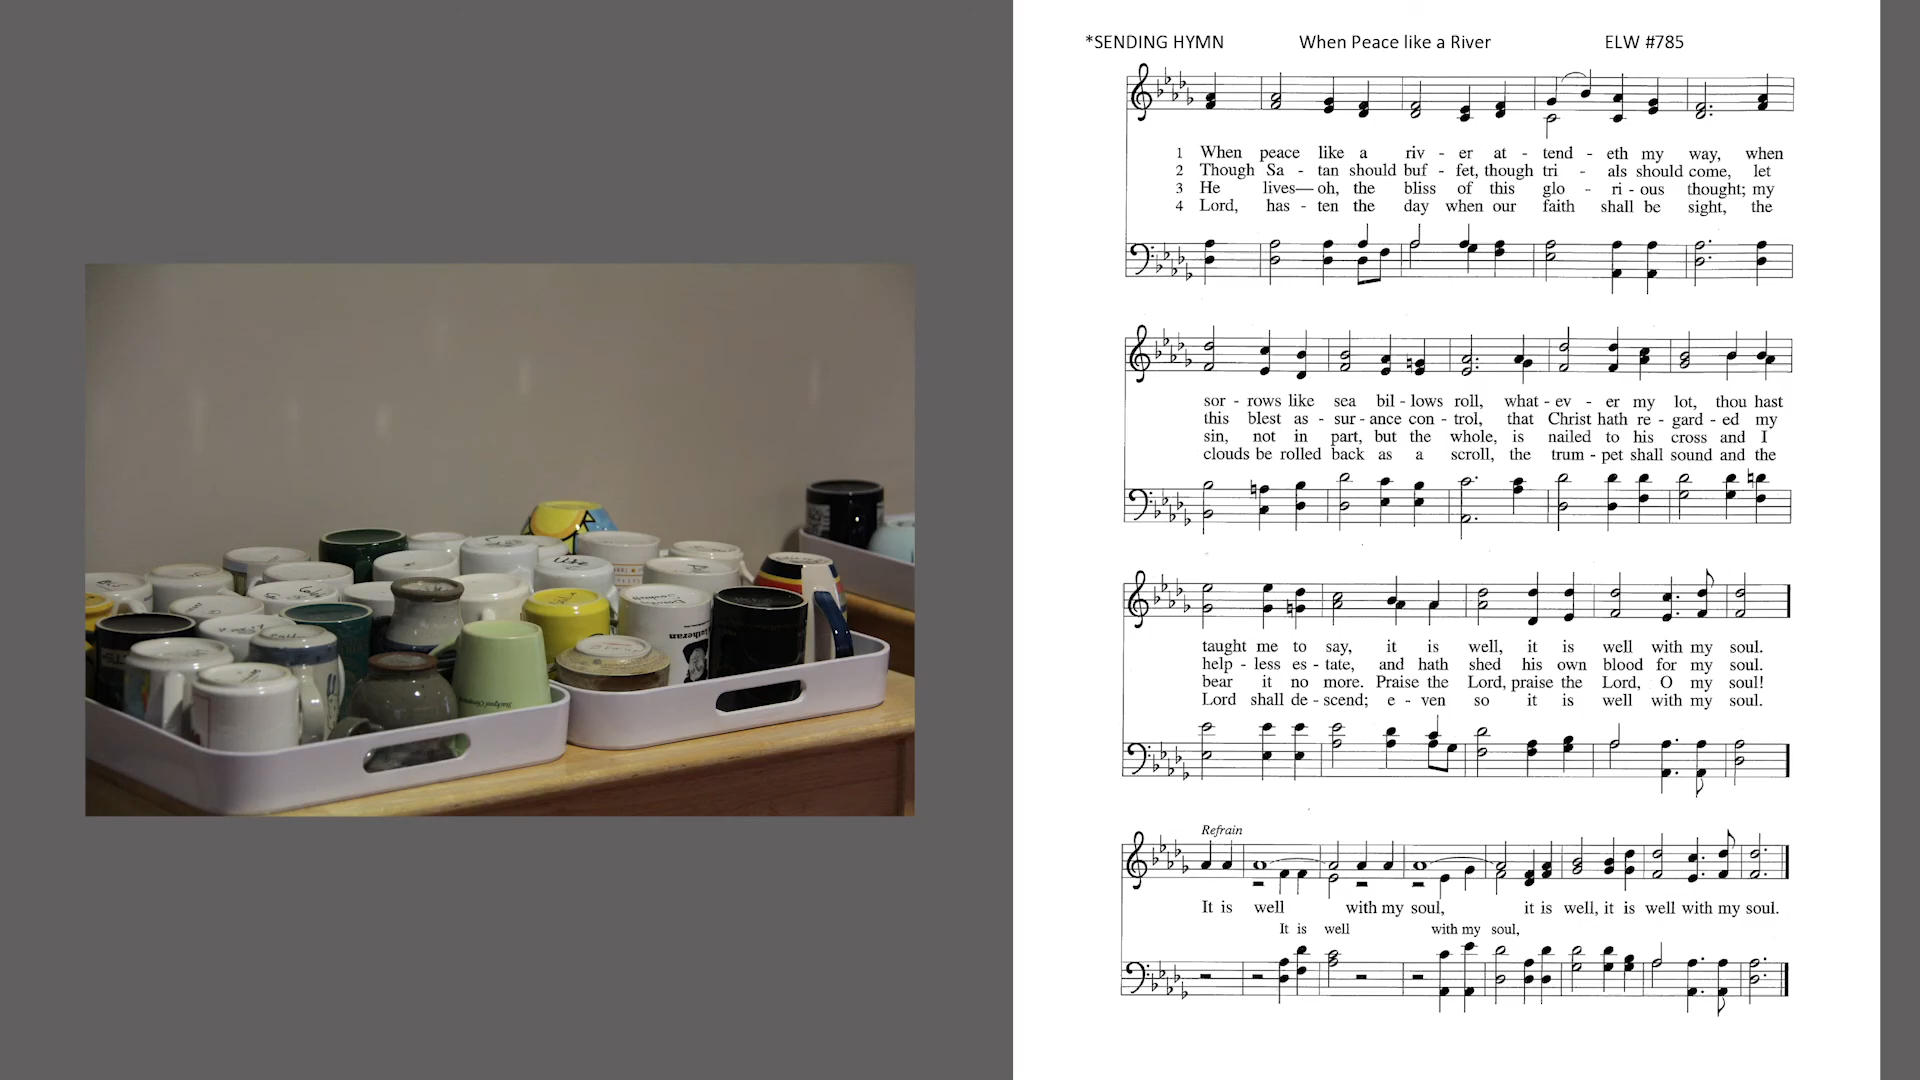 *SENDING HYMN When Peace like a River ELW #785
1 When peace like a riv - er at - tend - eth my way, when
2 Though Sa - tan should buf - fet, though tri - als should come, let
3 He lives— oh, the bliss of this glo - ri - ous thought; my
4 Lord, has - ten the day when our faith shall be sight, the
sor - rows like sea bil - lows roll, what - ev - er my lot, thou hast
this blest as - sur - ance con - trol, that Christ hath re - gard - ed my
sin, not in part, but the whole, is nailed to his cross and I
clouds be rolled back as a scroll, the trum - pet shall sound and the
taught me to say, it is well, it is well with my soul.
help - less es - tate, and hath shed his own blood for my soul.
bear it no more. Praise the Lord, praise the Lord, O my soul!
Lord shall de - scend; e - ven so it is well with my soul.
Refrain
It is well with my soul, it is well, it is well with my soul.
It is well with my soul,
Lutheran